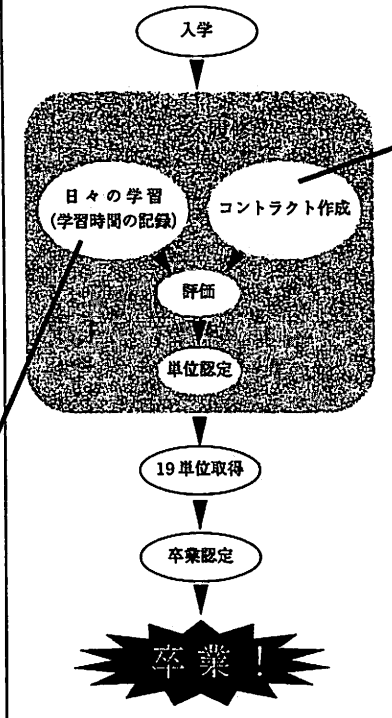 入学
日々の学習
(学習時間の記録)
コントラクト作成
評価
単位認定
19単位取得
卒業認定
卒業！